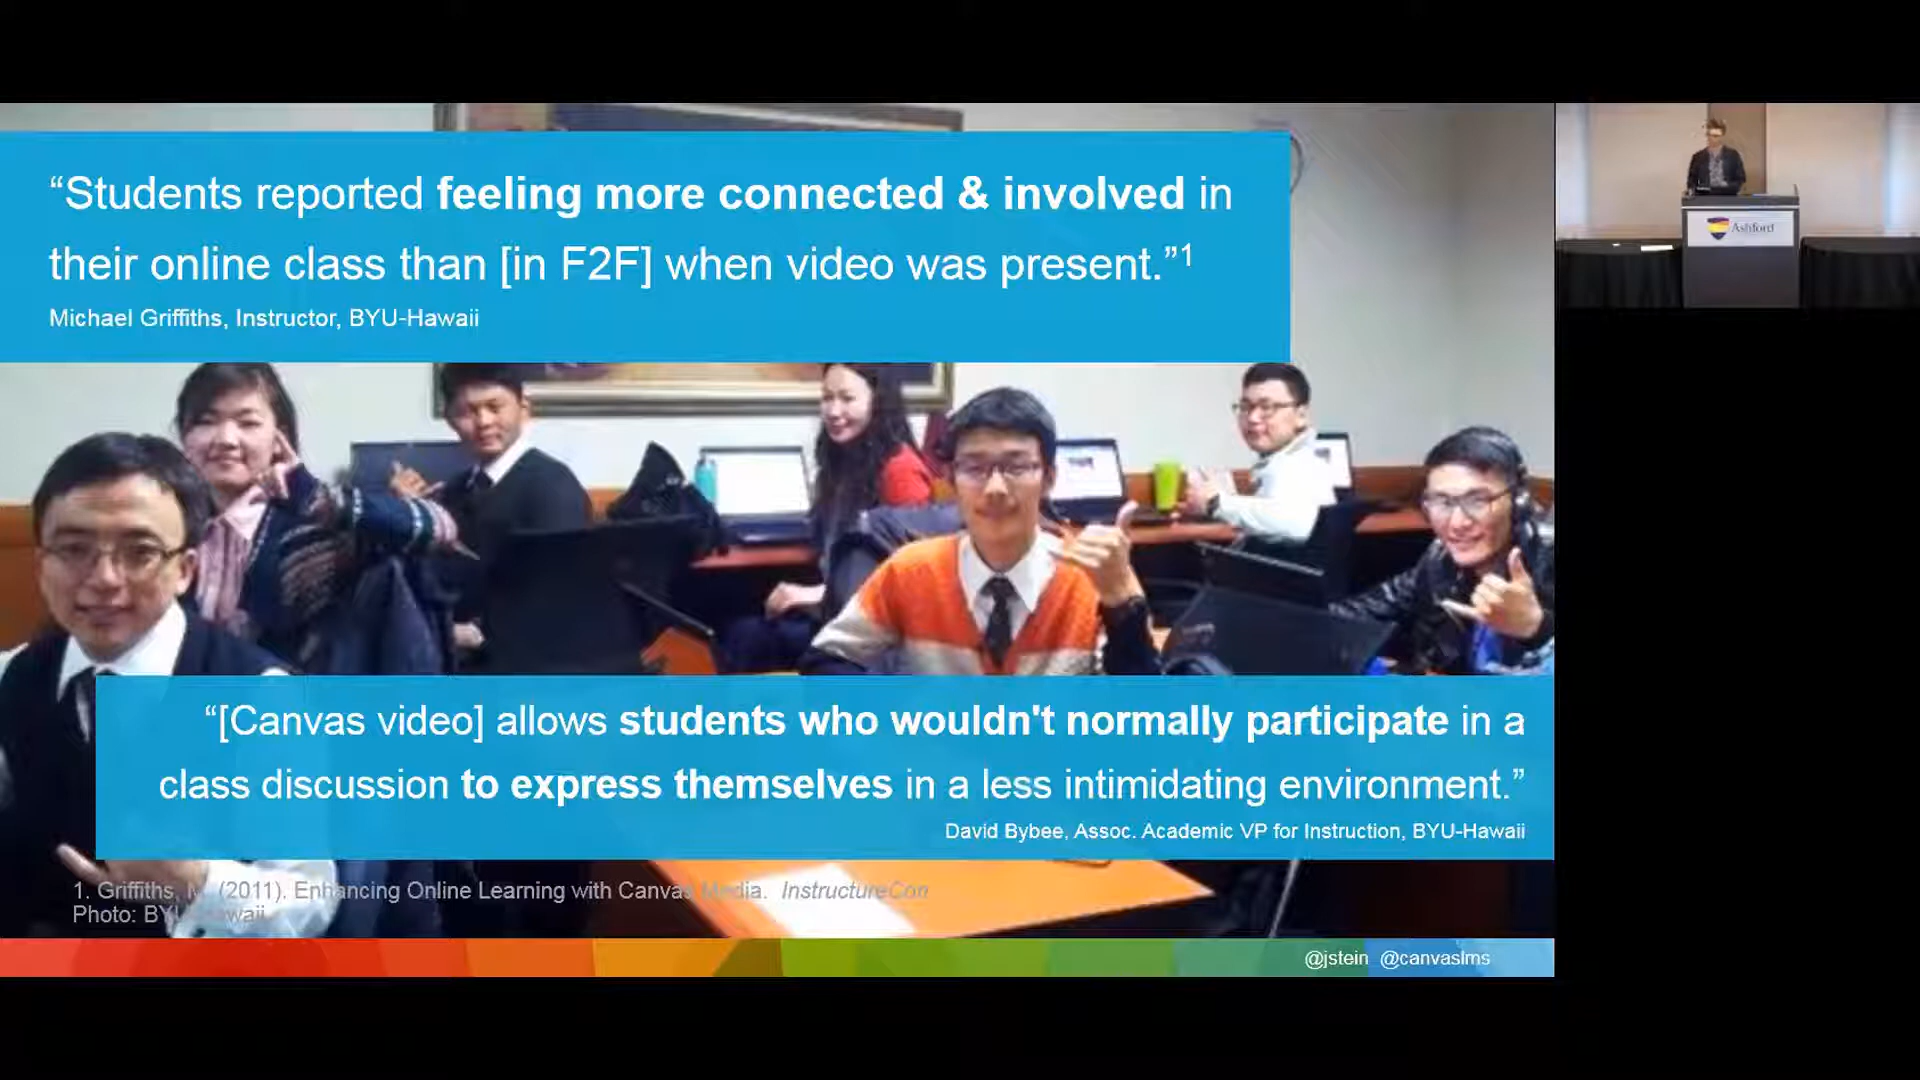 “Students reported feeling more connected & involved in
their online class than [in F2F] when video was present.”1
Michael Griffiths, Instructor, BYU-Hawaii
Ashford
“[Canvas video] allows students who wouldn't normally participate in a
class discussion to express themselves in a less intimidating environment.”
David Bybee, Assoc. Academic VP for Instruction, BYU-Hawaii
1. Griffiths, M. (2011). Enhancing Online Learning with Canvas Media. InstructureCon
Photo: BYU-Hawaii
@jstein @canvaslms